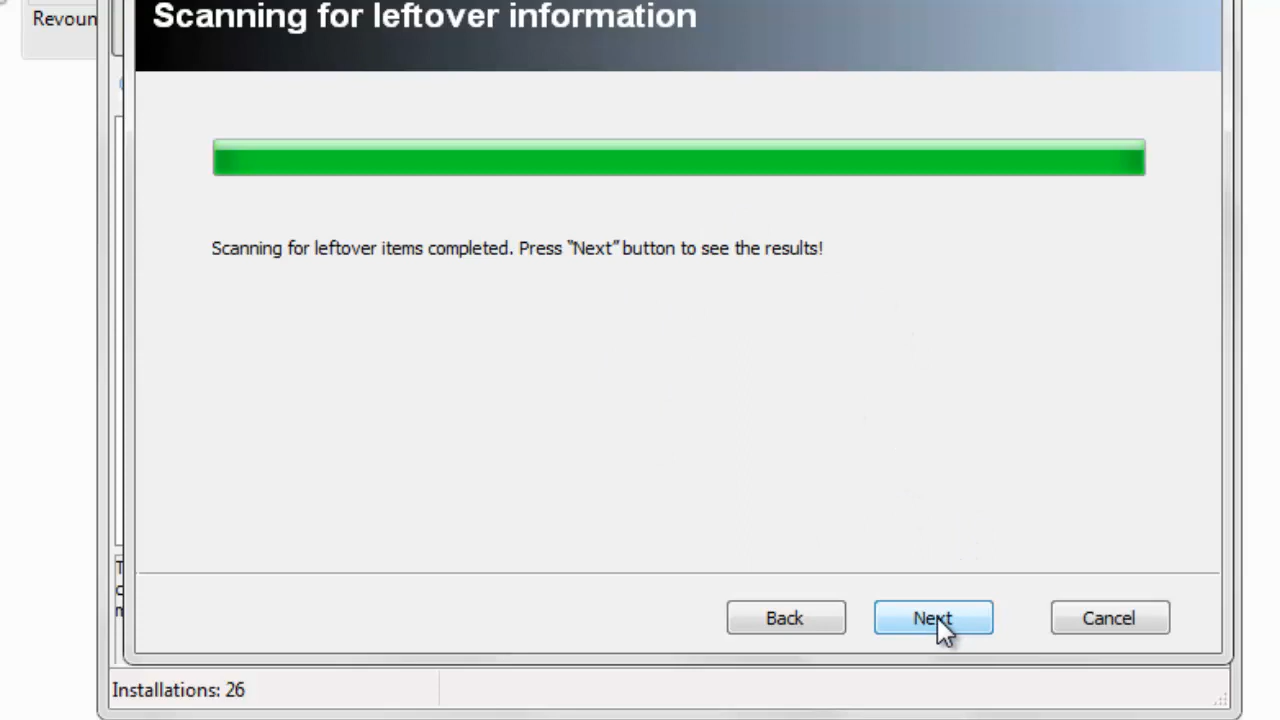 Revoun
Scanning for leftover information
Scanning for leftover items completed. Press "Next" button to see the results!
Back
Next
Cancel
Installations: 26